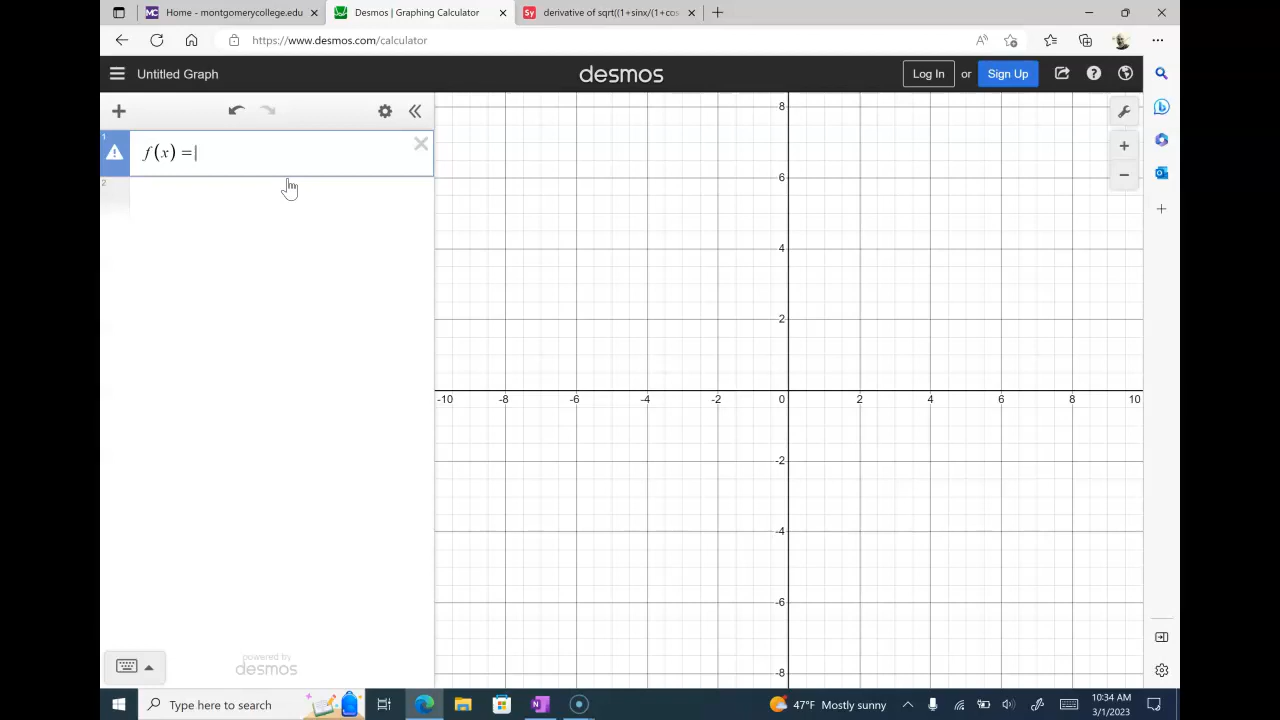 Home - montgomerycollege.edu
Desmos | Graphing Calculator
Sy derivative of sqrt((1+sinx/(1+cos
https://www.desmos.com/calculator
Untitled Graph
desmos
Log In or Sign Up
1
f(x) =
2
8
6
4
2
-10 -8 -6 -4 -2 0 2 4 6 8 10
-2
-4
-6
-8
powered by
desmos
Type here to search
47°F Mostly sunny
10:34 AM
3/1/2023